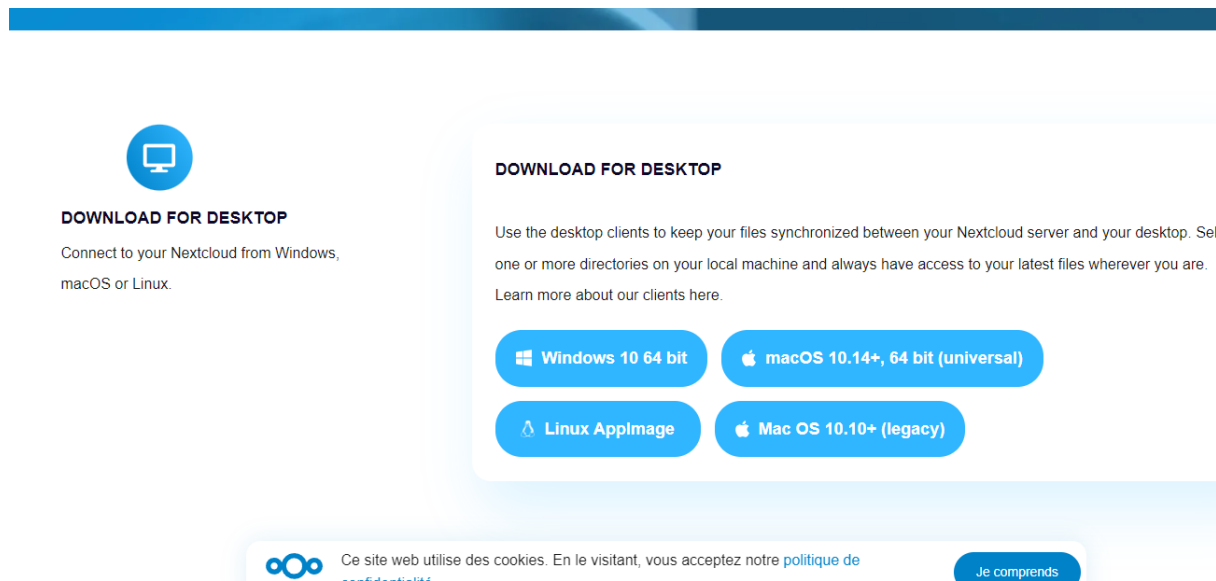 DOWNLOAD FOR DESKTOP
Connect to your Nextcloud from Windows,
macOS or Linux.
DOWNLOAD FOR DESKTOP
Use the desktop clients to keep your files synchronized between your Nextcloud server and your desktop.
one or more directories on your local machine and always have access to your latest files wherever you are.
Learn more about our clients here.
Windows 10 64 bit
macOS 10.14+, 64 bit (universal)
Linux AppImage
Mac OS 10.10+ (legacy)
Ce site web utilise des cookies. En le visitant, vous acceptez notre politique de
confidentialité
Je comprends